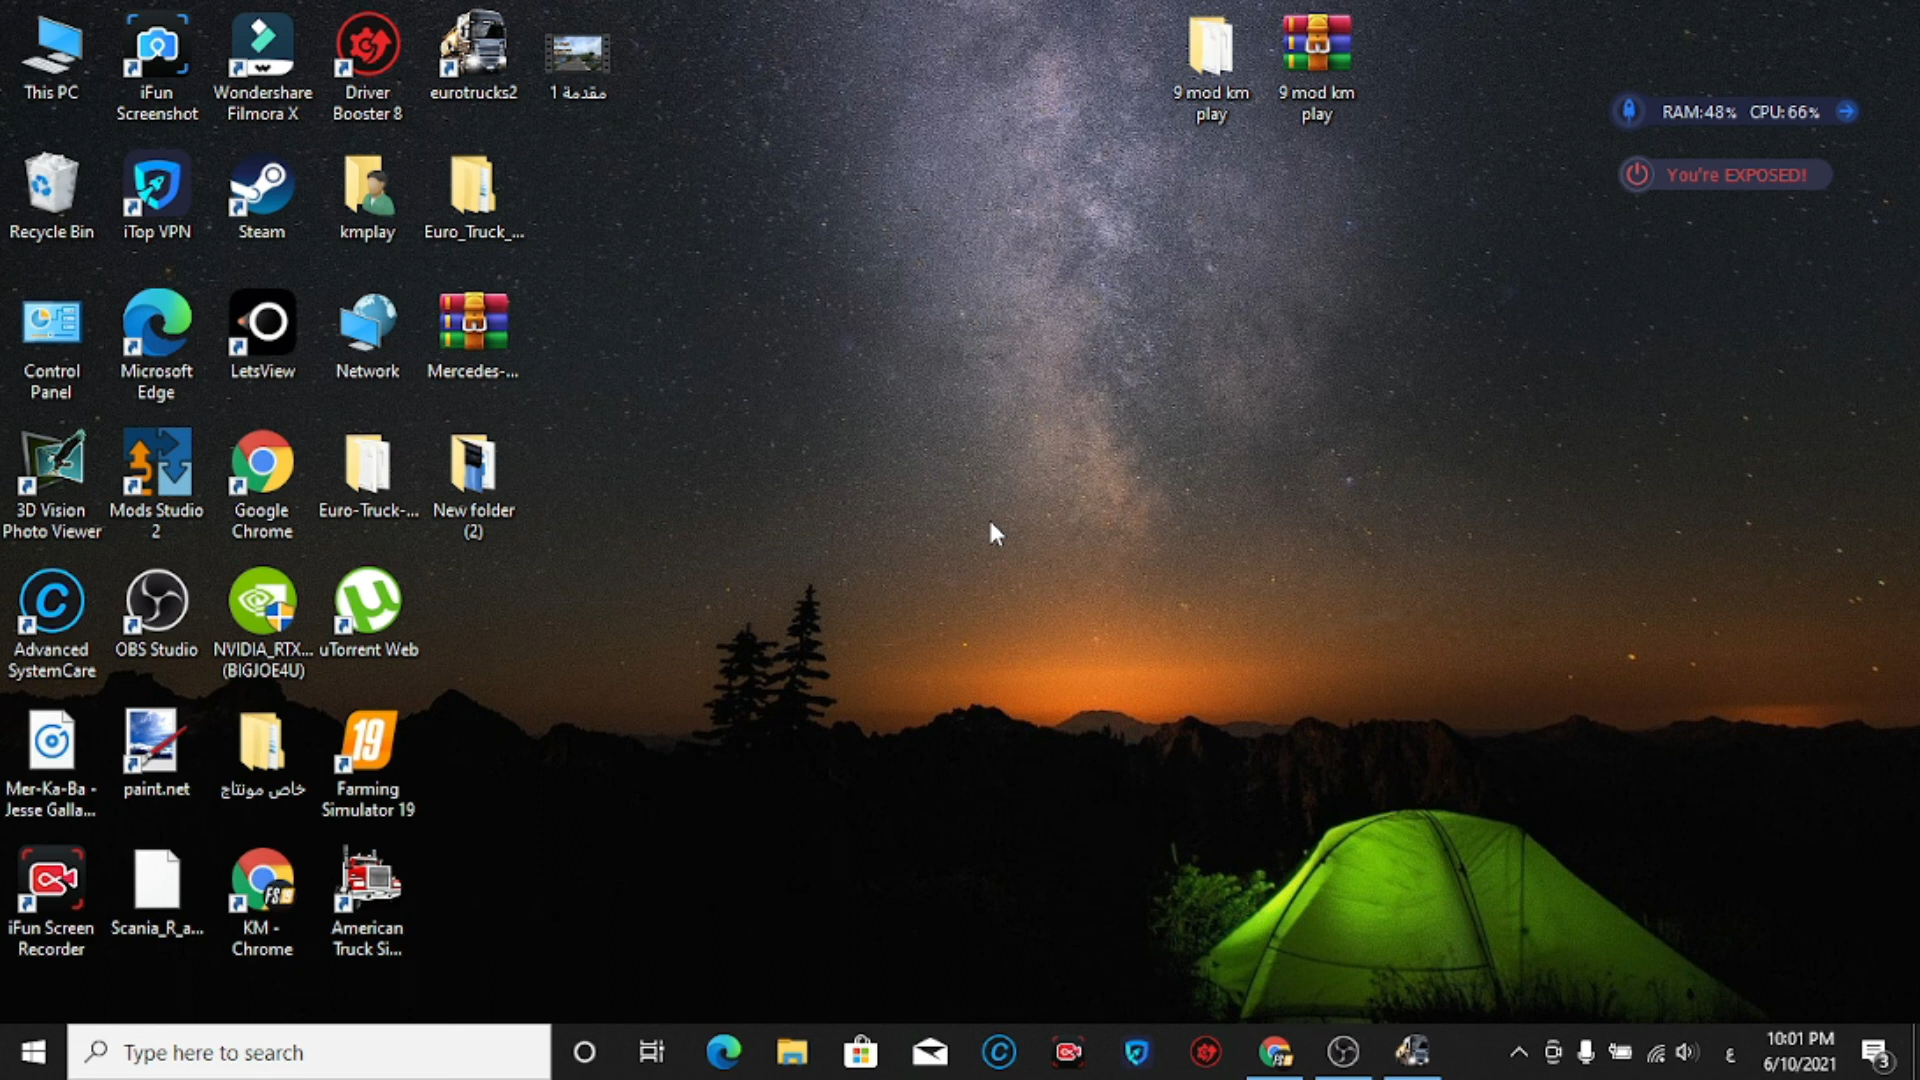 This PC
iFun
Screenshot
Wondershare
Filmora X
Driver
Booster 8
eurotrucks2
مقدمة 1
9 mod km
play
9 mod km
play
RAM:48% CPU:66%
You're EXPOSED!
Recycle Bin
iTop VPN
Steam
kmplay
Euro_Truck_...
Control
Panel
Microsoft
Edge
LetsView
Network
Mercedes-...
3D Vision
Photo Viewer
Mods Studio
2
Google
Chrome
Euro-Truck-...
New folder
(2)
Advanced
SystemCare
OBS Studio
NVIDIA_RTX...
(BIGJOE4U)
uTorrent Web
Mer-Ka-Ba -
Jesse Galla...
paint.net
خاص مونتاج
19
Farming
Simulator 19
iFun Screen
Recorder
Scania_R_a...
FS19
KM -
Chrome
American
Truck Si...
Type here to search
ع
10:01 PM
6/10/2021
3